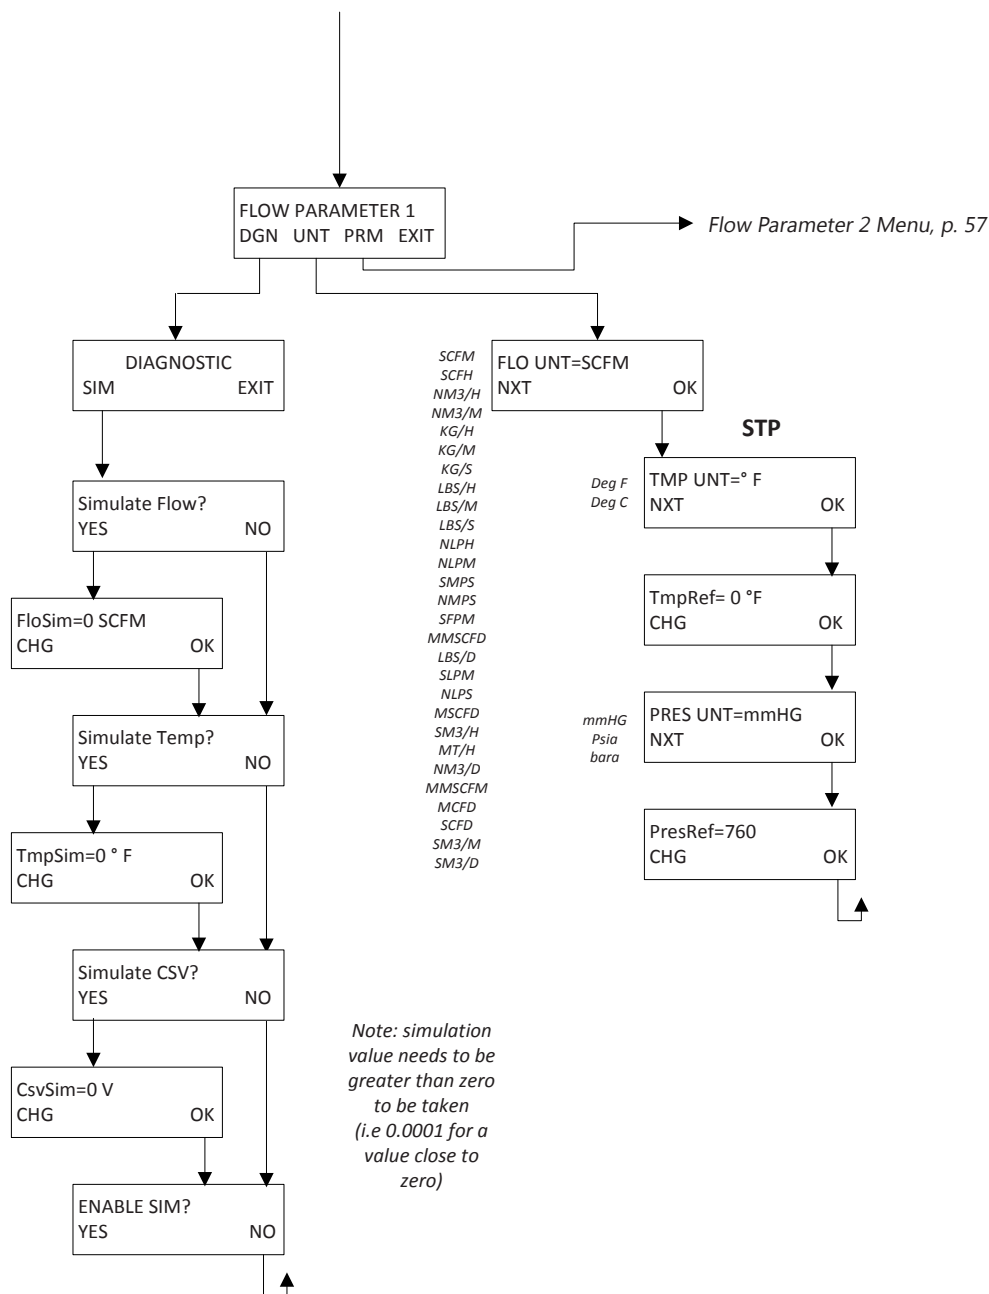 FLOW PARAMETER 1
DGN UNT PRM EXIT
Flow Parameter 2 Menu, p. 57
DIAGNOSTIC
SIM EXIT
Simulate Flow?
YES NO
FloSim=0 SCFM
CHG OK
Simulate Temp?
YES NO
TmpSim=0 ° F
CHG OK
Simulate CSV?
YES NO
CsvSim=0 V
CHG OK
ENABLE SIM?
YES NO
SCFM
SCFH
NM3/H
NM3/M
KG/H
KG/M
KG/S
LBS/H
LBS/M
LBS/S
NLPH
NLPM
SMPS
NMPS
SFPM
MMSCFD
LBS/D
SLPM
NLPS
MSCFD
SM3/H
MT/H
NM3/D
MMSCFM
MCFD
SCFD
SM3/M
SM3/D
FLO UNT=SCFM
NXT OK
STP
Deg F
Deg C
TMP UNT=° F
NXT OK
TmpRef= 0 °F
CHG OK
mmHG
Psia
bara
PRES UNT=mmHG
NXT OK
PresRef=760
CHG OK
Note: simulation
value needs to be
greater than zero
to be taken
(i.e 0.0001 for a
value close to
zero)